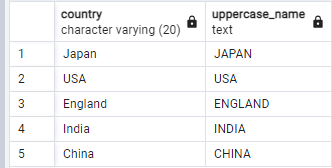 country uppercase_name
character varying (20) text
1 Japan JAPAN
2 USA USA
3 England ENGLAND
4 India INDIA
5 China CHINA